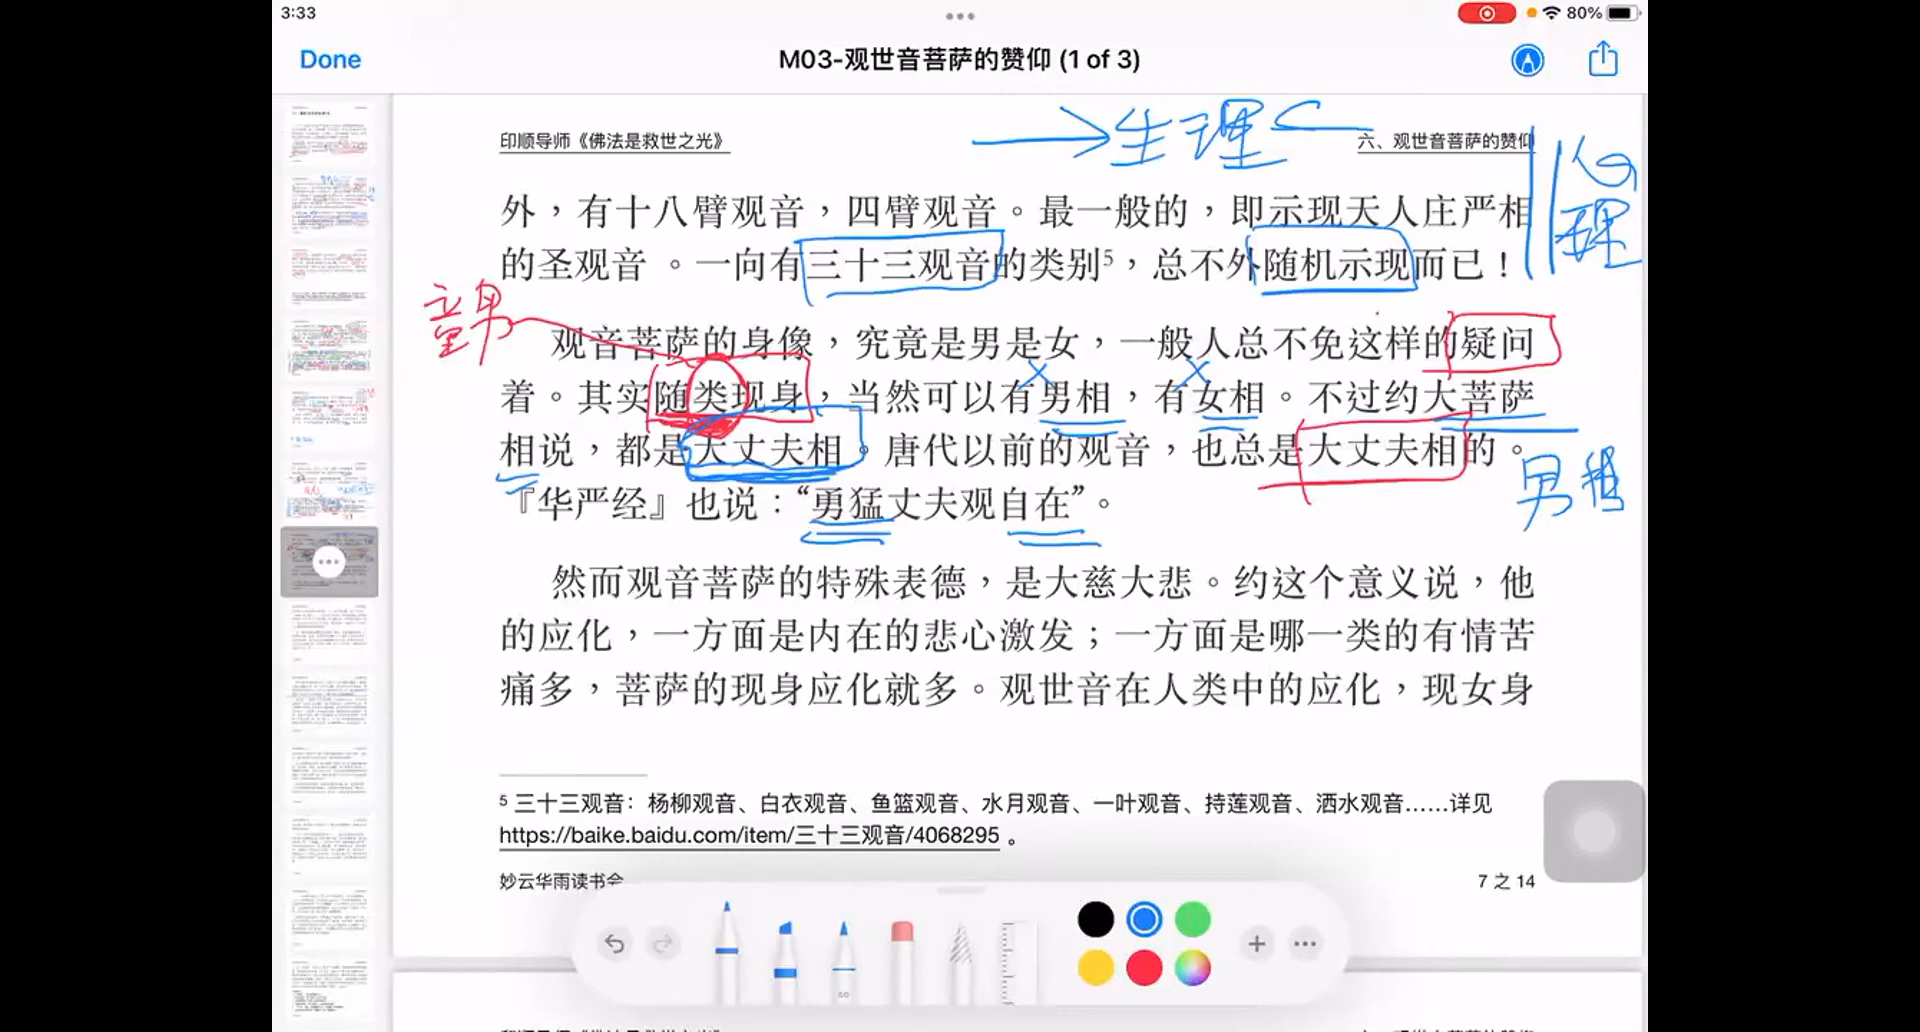 3:33
80%
Done
M03-观世音菩萨的赞仰 (1 of 3)
印顺导师《佛法是救世之光》
生理
六、观世音菩萨的赞仰
心理
外，有十八臂观音，四臂观音。最一般的，即示现天人庄严相
的圣观音 。一向有三十三观音的类别⁵，总不外随机示现而已！
童男
观音菩萨的身像，究竟是男是女，一般人总不免这样的疑问
着。其实随类现身，当然可以有男相，有女相。不过约大菩萨
相说，都是大丈夫相。唐代以前的观音，也总是大丈夫相的。
男相
『华严经』也说：“勇猛丈夫观自在”。
然而观音菩萨的特殊表德，是大慈大悲。约这个意义说，他
的应化，一方面是内在的悲心激发；一方面是哪一类的有情苦
痛多，菩萨的现身应化就多。观世音在人类中的应化，现女身
⁵ 三十三观音：杨柳观音、白衣观音、鱼篮观音、水月观音、一叶观音、持莲观音、洒水观音……详见
https://baike.baidu.com/item/三十三观音/4068295 。
妙云华雨读书会
7 之 14